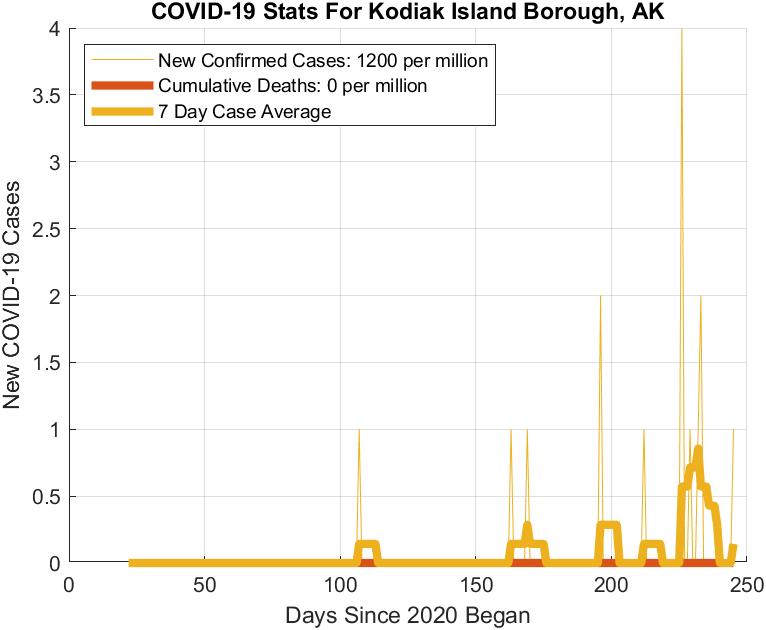 COVID-19 Stats For Kodiak Island Borough, AK
New Confirmed Cases: 1200 per million
Cumulative Deaths: 0 per million
7 Day Case Average
4
3.5
3
2.5
2
1.5
1
0.5
0
New COVID-19 Cases
0 50 100 150 200 250
Days Since 2020 Began